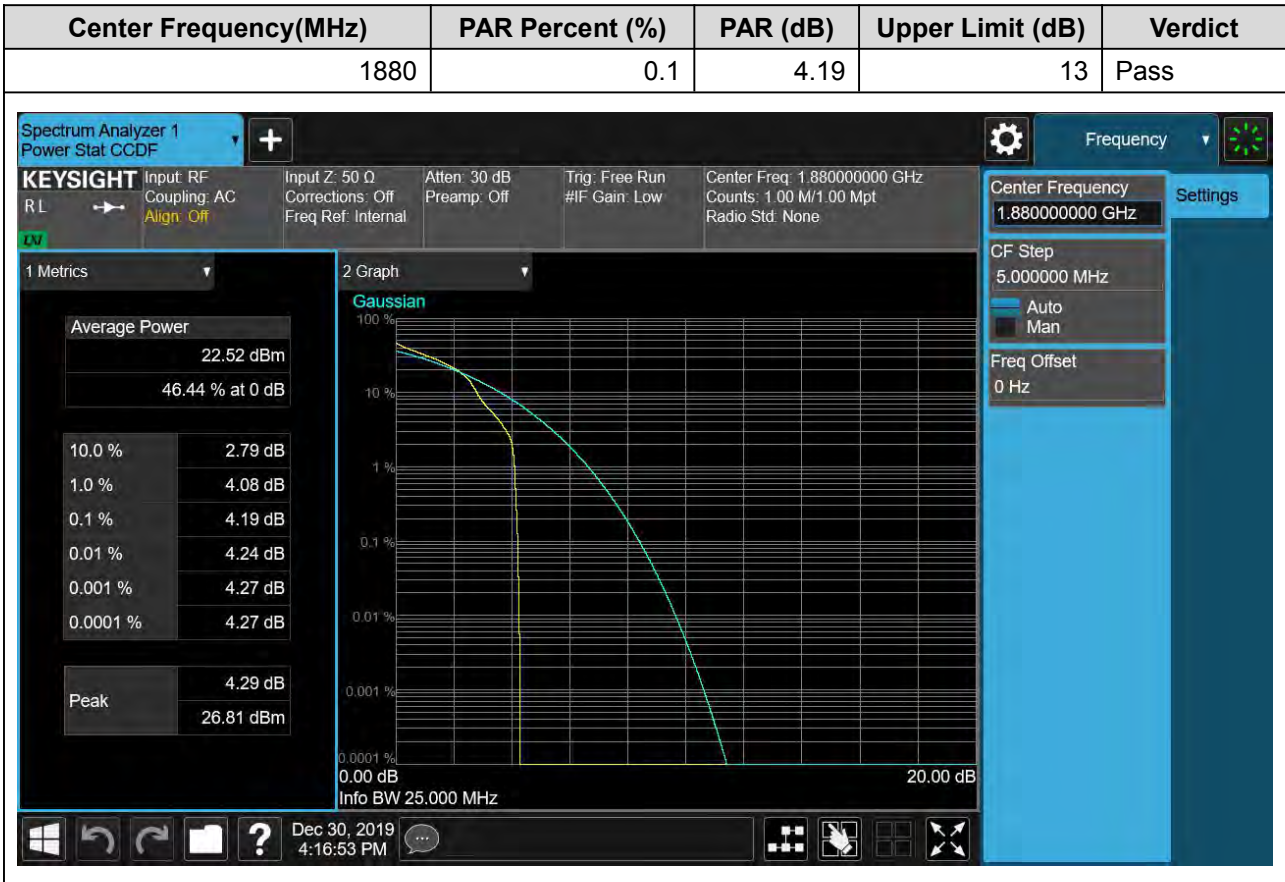 Center Frequency(MHz) PAR Percent (%) PAR (dB) Upper Limit (dB) Verdict
1880 0.1 4.19 13 Pass
Spectrum Analyzer 1
Power Stat CCDF
+
Frequency
KEYSIGHT
R L
LXI
Input: RF
Coupling: AC
Align: Off
Input Z: 50 Ω
Corrections: Off
Freq Ref: Internal
Atten: 30 dB
Preamp: Off
Trig: Free Run
#IF Gain: Low
Center Freq: 1.880000000 GHz
Counts: 1.00 M/1.00 Mpt
Radio Std: None
Center Frequency
1.880000000 GHz
Settings
CF Step
5.000000 MHz
Auto
Man
Freq Offset
0 Hz
1 Metrics
Average Power
22.52 dBm
46.44 % at 0 dB
10.0 % 2.79 dB
1.0 % 4.08 dB
0.1 % 4.19 dB
0.01 % 4.24 dB
0.001 % 4.27 dB
0.0001 % 4.27 dB
Peak
4.29 dB
26.81 dBm
2 Graph
Gaussian
100 %
10 %
1 %
0.1 %
0.01 %
0.001 %
0.0001 %
0.00 dB 20.00 dB
Info BW 25.000 MHz
?
Dec 30, 2019
4:16:53 PM